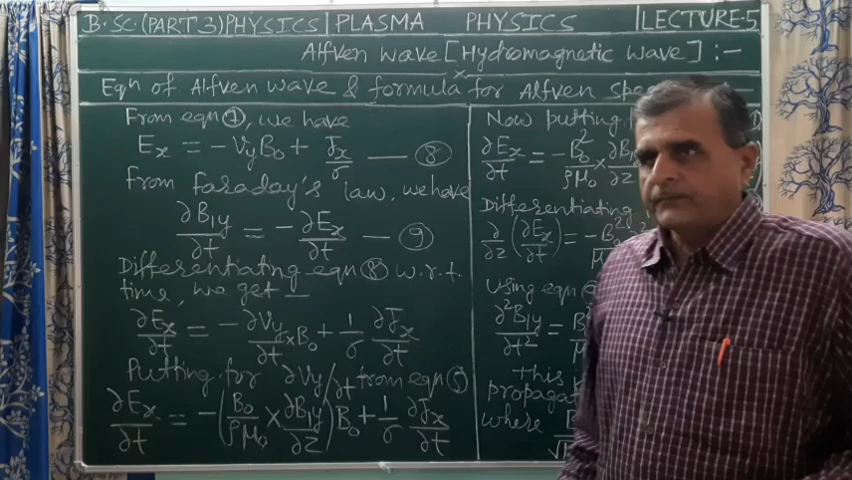 B.SC.(PART 3) PHYSICS | PLASMA PHYSICS | LECTURE:5
Alfven wave [Hydromagnetic wave] :-
Eqn of Alfven wave & formula for Alfven
From eqn ⑦, we have
Ex = - Vy B0 + Jx/σ — ⑧
From Faraday's law, we have
∂B1y/∂t = - ∂Ex/∂t — ⑨
Differentiating eqn ⑧ w.r.t.
time, we get —
∂Ex/∂t = - ∂Vy/∂t × B0 + 1/σ ∂Jx/∂t
Putting for ∂Vy/∂t from eqn ⑤
∂Ex/∂t = - (B0/ρμ0 × ∂B1y/∂z) B0 + 1/σ ∂Jx/∂t
Now putting
∂Ex/∂t = - B0²/ρμ0 ×
Differentiating
∂/∂z (∂Ex/∂t) = - B0²
Using eqn
∂²B1y/∂t² =
This
where